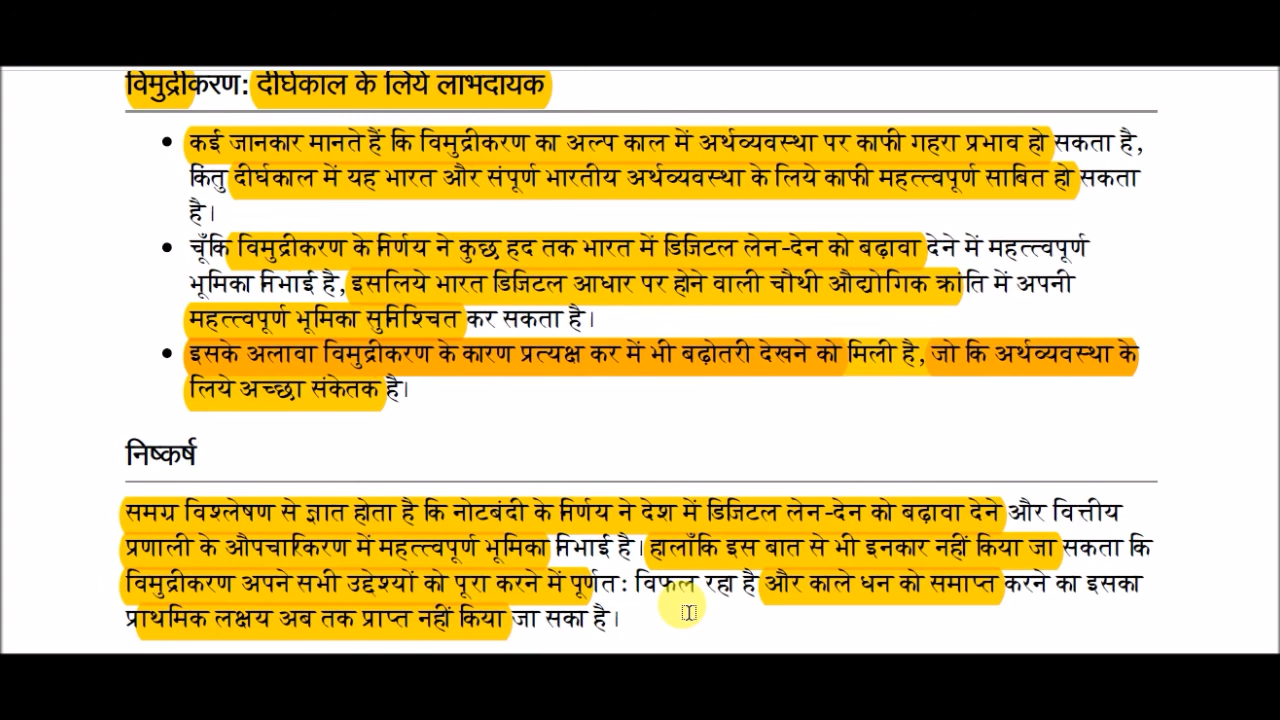 विमुद्रीकरण: दीर्घकाल के लिये लाभदायक
• कई जानकार मानते हैं कि विमुद्रीकरण का अल्प काल में अर्थव्यवस्था पर काफी गहरा प्रभाव हो सकता है,
किंतु दीर्घकाल में यह भारत और संपूर्ण भारतीय अर्थव्यवस्था के लिये काफी महत्त्वपूर्ण साबित हो सकता
है।
• चूँकि विमुद्रीकरण के निर्णय ने कुछ हद तक भारत में डिजिटल लेन-देन को बढ़ावा देने में महत्त्वपूर्ण
भूमिका निभाई है, इसलिये भारत डिजिटल आधार पर होने वाली चौथी औद्योगिक क्रांति में अपनी
महत्त्वपूर्ण भूमिका सुनिश्चित कर सकता है।
• इसके अलावा विमुद्रीकरण के कारण प्रत्यक्ष कर में भी बढ़ोतरी देखने को मिली है, जो कि अर्थव्यवस्था के
लिये अच्छा संकेतक है।
निष्कर्ष
समग्र विश्लेषण से ज्ञात होता है कि नोटबंदी के निर्णय ने देश में डिजिटल लेन-देन को बढ़ावा देने और वित्तीय
प्रणाली के औपचारिकरण में महत्त्वपूर्ण भूमिका निभाई है। हालाँकि इस बात से भी इनकार नहीं किया जा सकता कि
विमुद्रीकरण अपने सभी उद्देश्यों को पूरा करने में पूर्णतः विफल रहा है और काले धन को समाप्त करने का इसका
प्राथमिक लक्षय अब तक प्राप्त नहीं किया जा सका है।